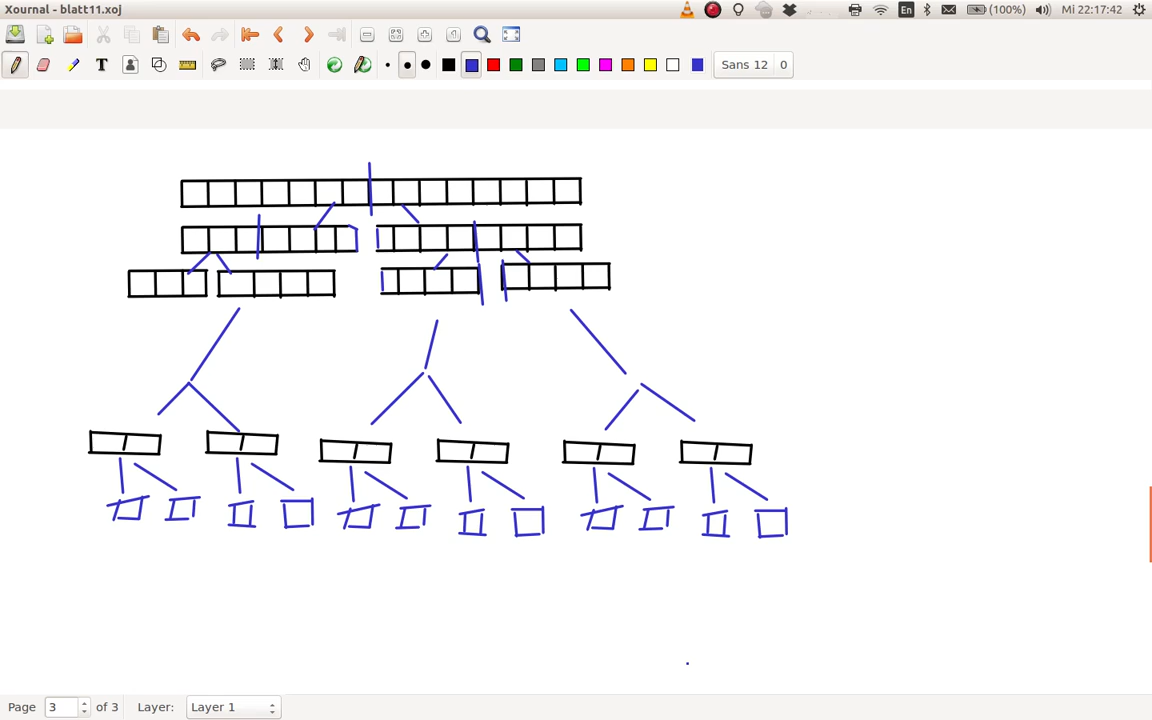 Xournal - blatt11.xoj
En (100%) Mi 22:17:42
T Sans 12 0
Page 3 of 3 Layer: Layer 1